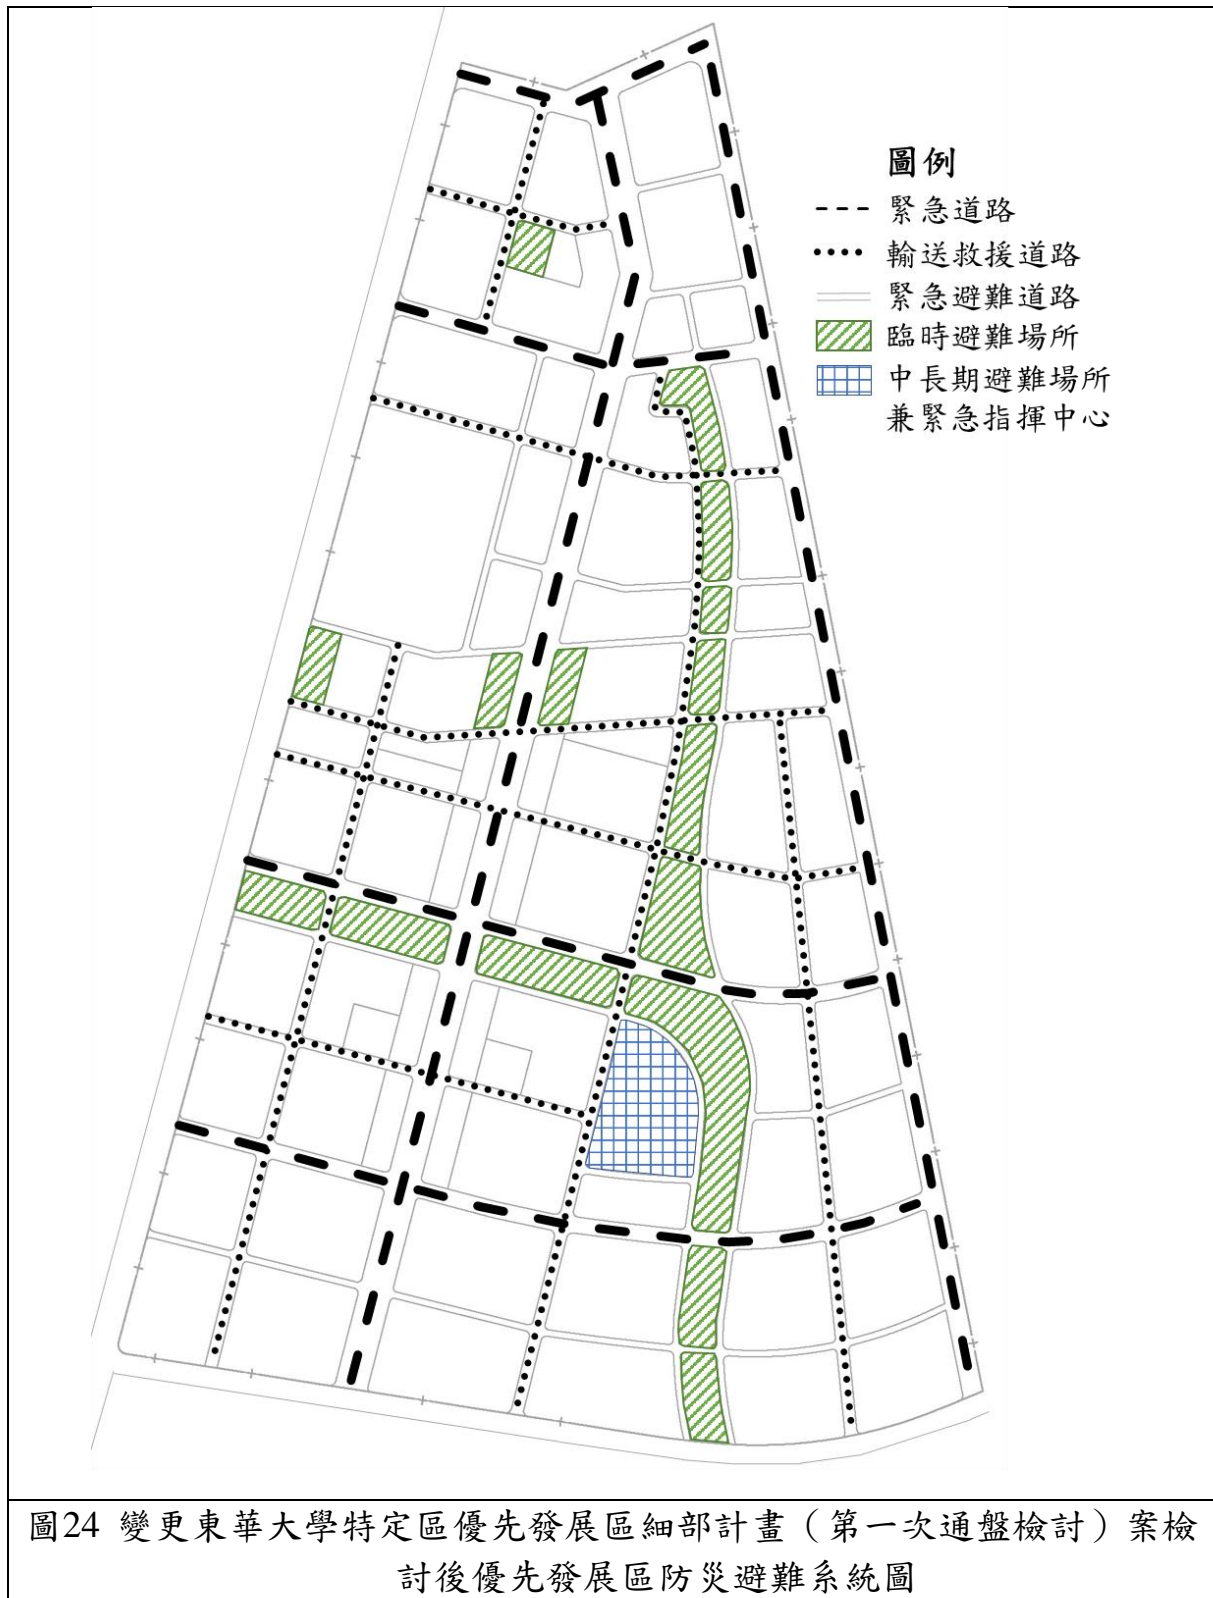 圖例
緊急道路
輸送救援道路
緊急避難道路
臨時避難場所
中長期避難場所
兼緊急指揮中心
圖24 變更東華大學特定區優先發展區細部計畫（第一次通盤檢討）案檢
討後優先發展區防災避難系統圖